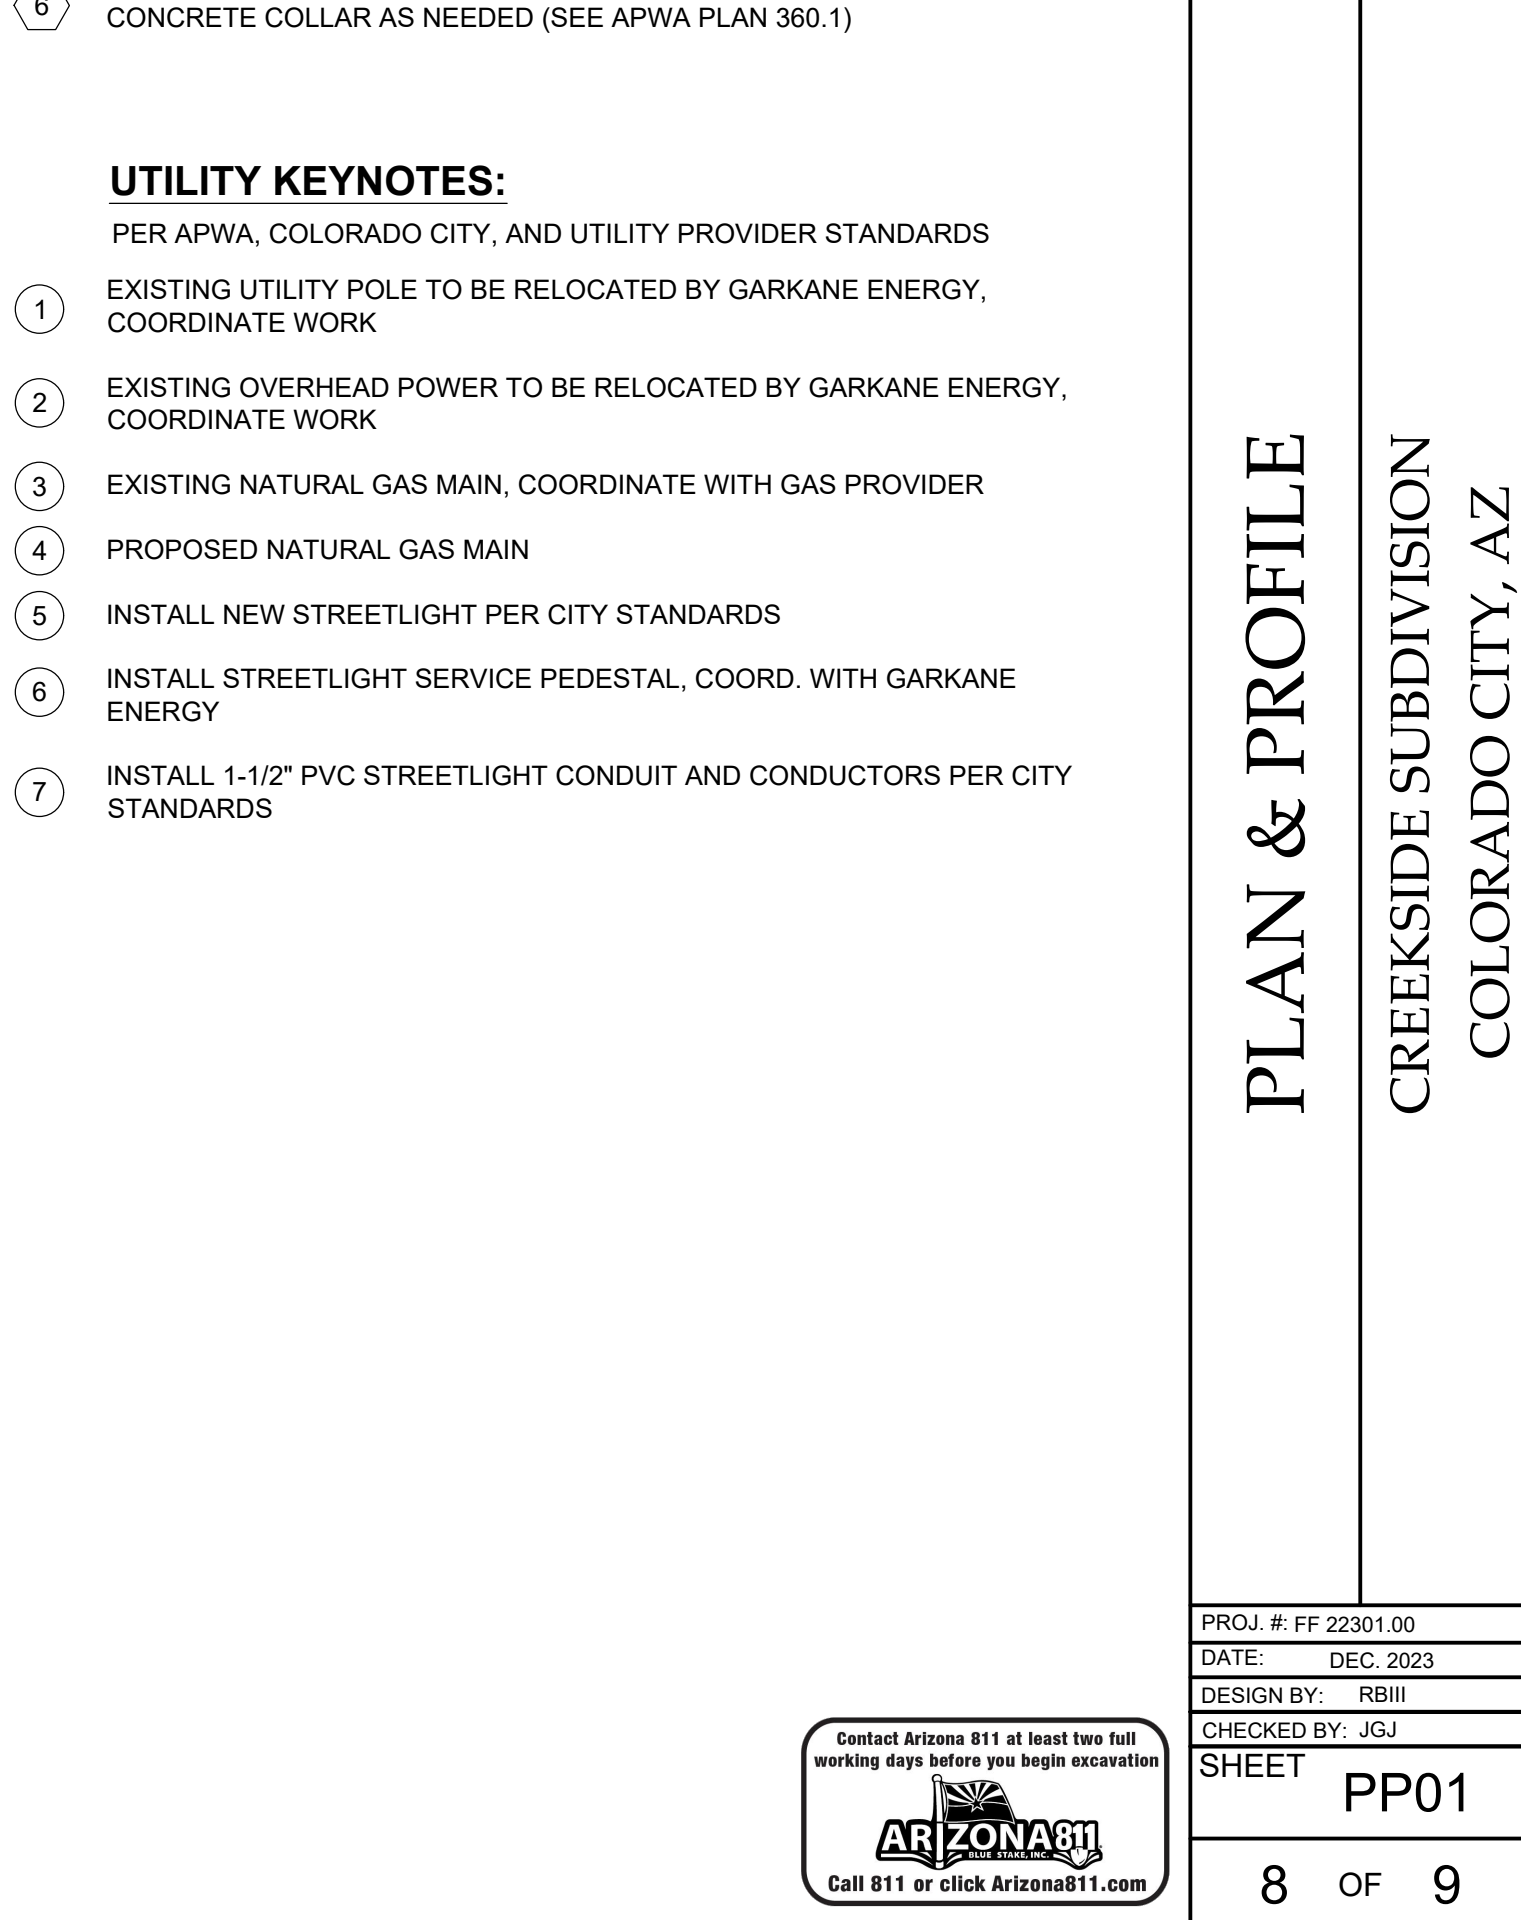 6
CONCRETE COLLAR AS NEEDED (SEE APWA PLAN 360.1)
UTILITY KEYNOTES:
PER APWA, COLORADO CITY, AND UTILITY PROVIDER STANDARDS
1
EXISTING UTILITY POLE TO BE RELOCATED BY GARKANE ENERGY,
COORDINATE WORK
2
EXISTING OVERHEAD POWER TO BE RELOCATED BY GARKANE ENERGY,
COORDINATE WORK
3
EXISTING NATURAL GAS MAIN, COORDINATE WITH GAS PROVIDER
4
PROPOSED NATURAL GAS MAIN
5
INSTALL NEW STREETLIGHT PER CITY STANDARDS
6
INSTALL STREETLIGHT SERVICE PEDESTAL, COORD. WITH GARKANE
ENERGY
7
INSTALL 1-1/2" PVC STREETLIGHT CONDUIT AND CONDUCTORS PER CITY
STANDARDS
Contact Arizona 811 at least two full
working days before you begin excavation
ARIZONA811
BLUE STAKE, INC.
Call 811 or click Arizona811.com
PLAN & PROFILE
CREEKSIDE SUBDIVISION
COLORADO CITY, AZ
PROJ. #: FF 22301.00
DATE: DEC. 2023
DESIGN BY: RBIII
CHECKED BY: JGJ
SHEET
PP01
8 OF 9